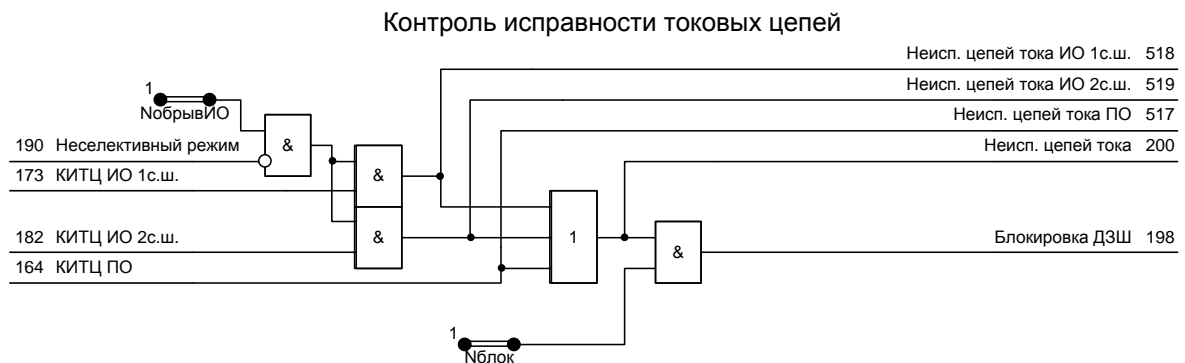 Контроль исправности токовых цепей
Неисп. цепей тока ИО 1с.ш. 518
1
Неисп. цепей тока ИО 2с.ш. 519
NобрывИО
Неисп. цепей тока ПО 517
190 Неселективный режим
&
Неисп. цепей тока 200
173 КИТЦ ИО 1с.ш.
&
182 КИТЦ ИО 2с.ш.
&
1
&
Блокировка ДЗШ 198
164 КИТЦ ПО
1
Nблок